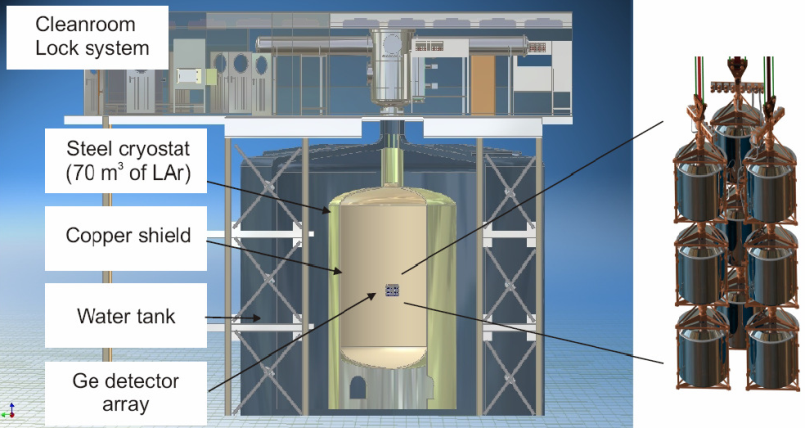 Cleanroom
Lock system
Steel cryostat
(70 m³ of LAr)
Copper shield
Water tank
Ge detector
array